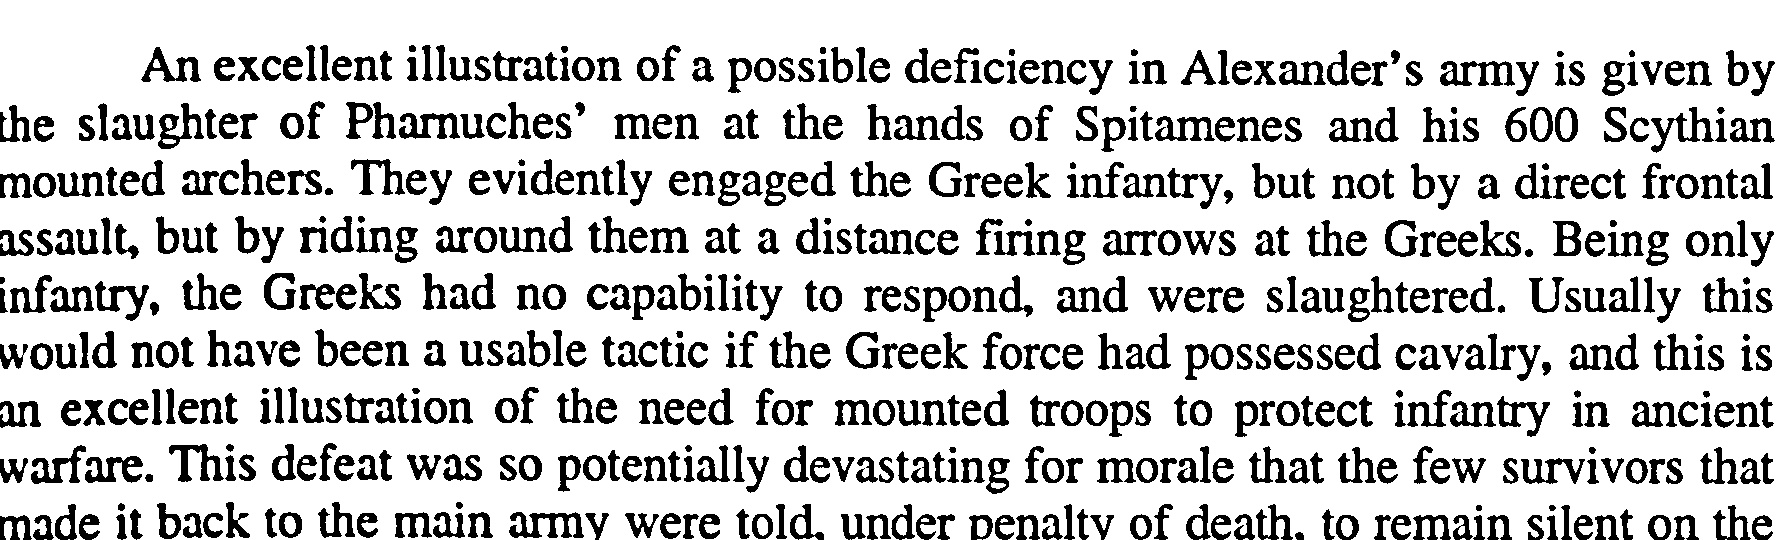 An excellent illustration of a possible deficiency in Alexander's army is given by
the slaughter of Pharnuches' men at the hands of Spitamenes and his 600 Scythian
mounted archers. They evidently engaged the Greek infantry, but not by a direct frontal
assault, but by riding around them at a distance firing arrows at the Greeks. Being only
infantry, the Greeks had no capability to respond, and were slaughtered. Usually this
would not have been a usable tactic if the Greek force had possessed cavalry, and this is
an excellent illustration of the need for mounted troops to protect infantry in ancient
warfare. This defeat was so potentially devastating for morale that the few survivors that
made it back to the main army were told, under penalty of death, to remain silent on the